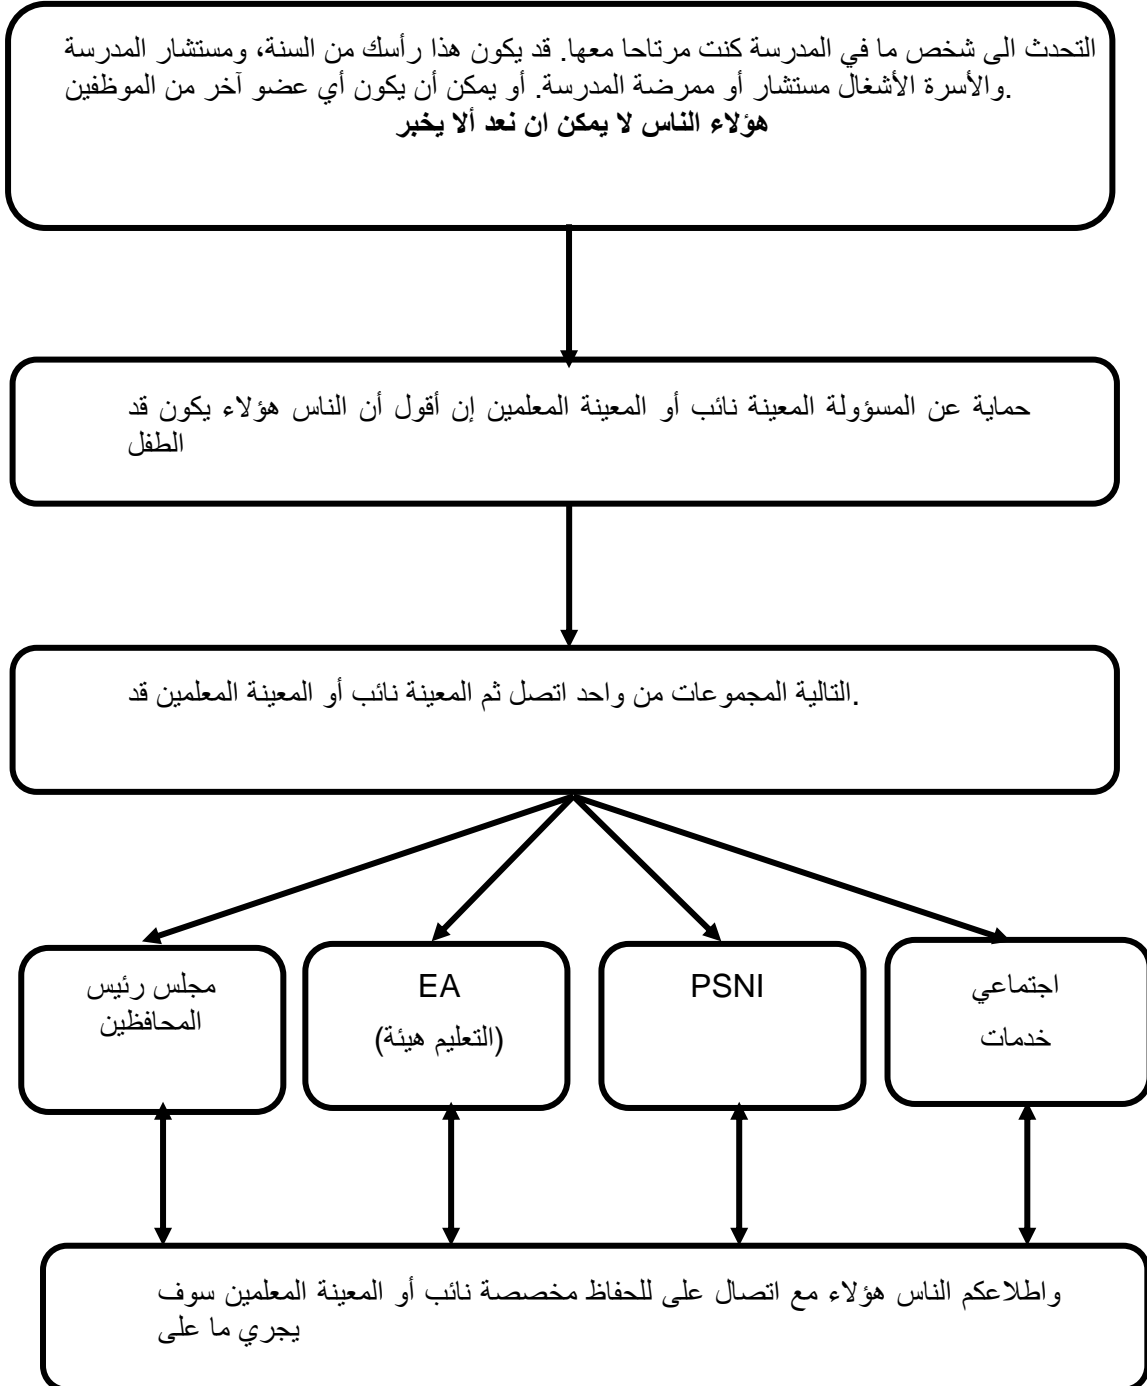 التحدث الى شخص ما في المدرسة كنت مرتاحا معها. قد يكون هذا رأسك من السنة، ومستشار المدرسة
والأسرة الأشغال مستشار أو ممرضة المدرسة. أو يمكن أن يكون أي عضو آخر من الموظفين.
هؤلاء الناس لا يمكن ان نعد ألا يخبر
حماية عن المسؤولة المعينة نائب أو المعينة المعلمين إن أقول أن الناس هؤلاء يكون قد
الطفل
التالية المجموعات من واحد اتصل ثم المعينة نائب أو المعينة المعلمين قد.
مجلس رئيس
المحافظين
EA
(التعليم هيئة)
PSNI
اجتماعي
خدمات
واطلاعكم الناس هؤلاء مع اتصال على للحفاظ مخصصة نائب أو المعينة المعلمين سوف
يجري ما على